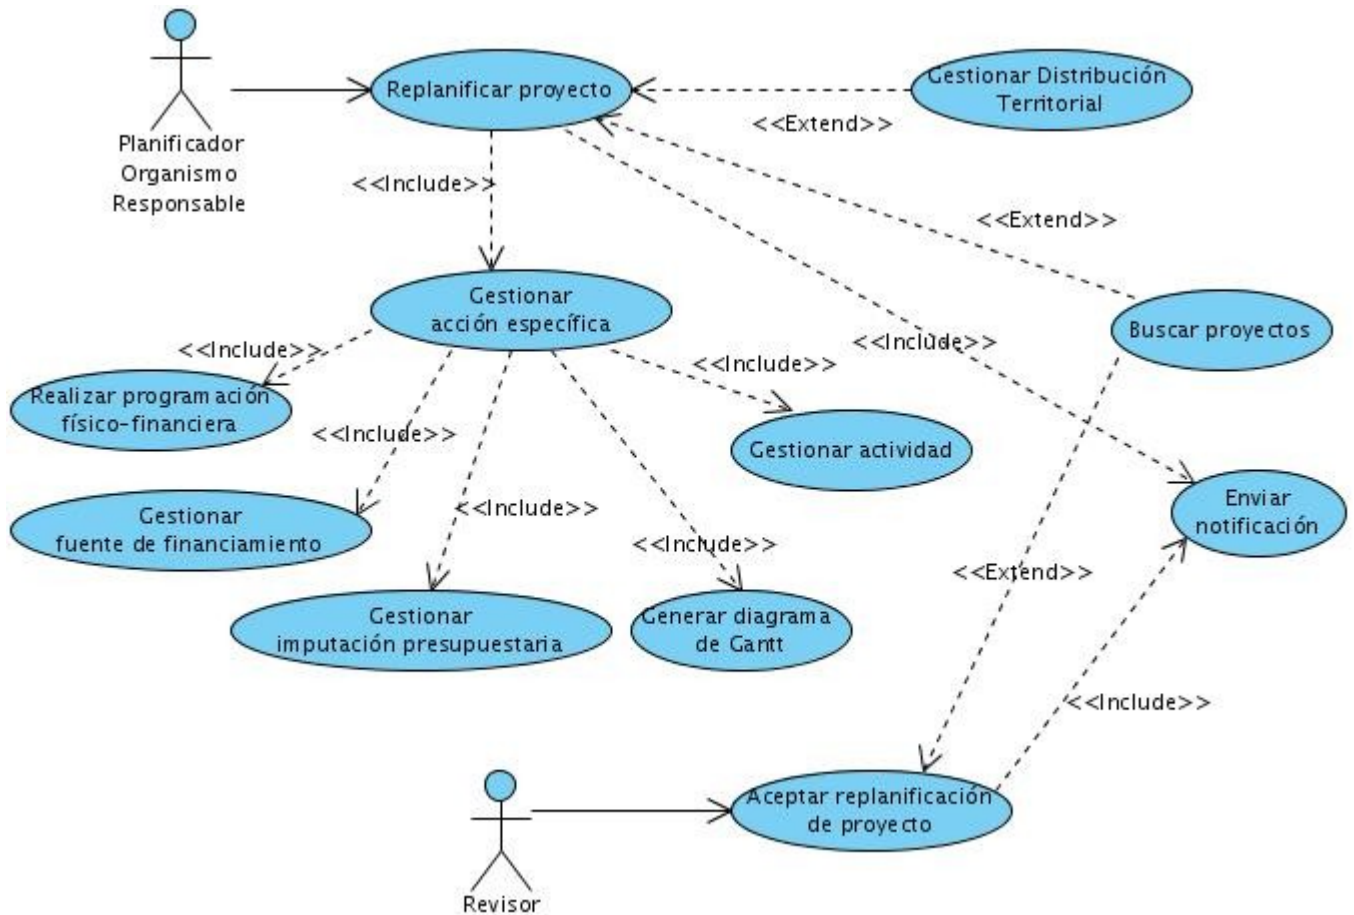 Replanificar proyecto
Gestionar Distribución
Territorial
<<Extend>>
Planificador
Organismo
Responsable
<<Include>>
<<Extend>>
Gestionar
acción específica
Buscar proyectos
<<Include>>
<<Include>>
<<Include>>
Realizar programación
físico-financiera
<<Include>>
Gestionar actividad
Gestionar
fuente de financiamiento
<<Include>>
Enviar
notificación
<<Include>>
<<Extend>>
Gestionar
imputación presupuestaria
Generar diagrama
de Gantt
<<Include>>
Aceptar replanificación
de proyecto
Revisor